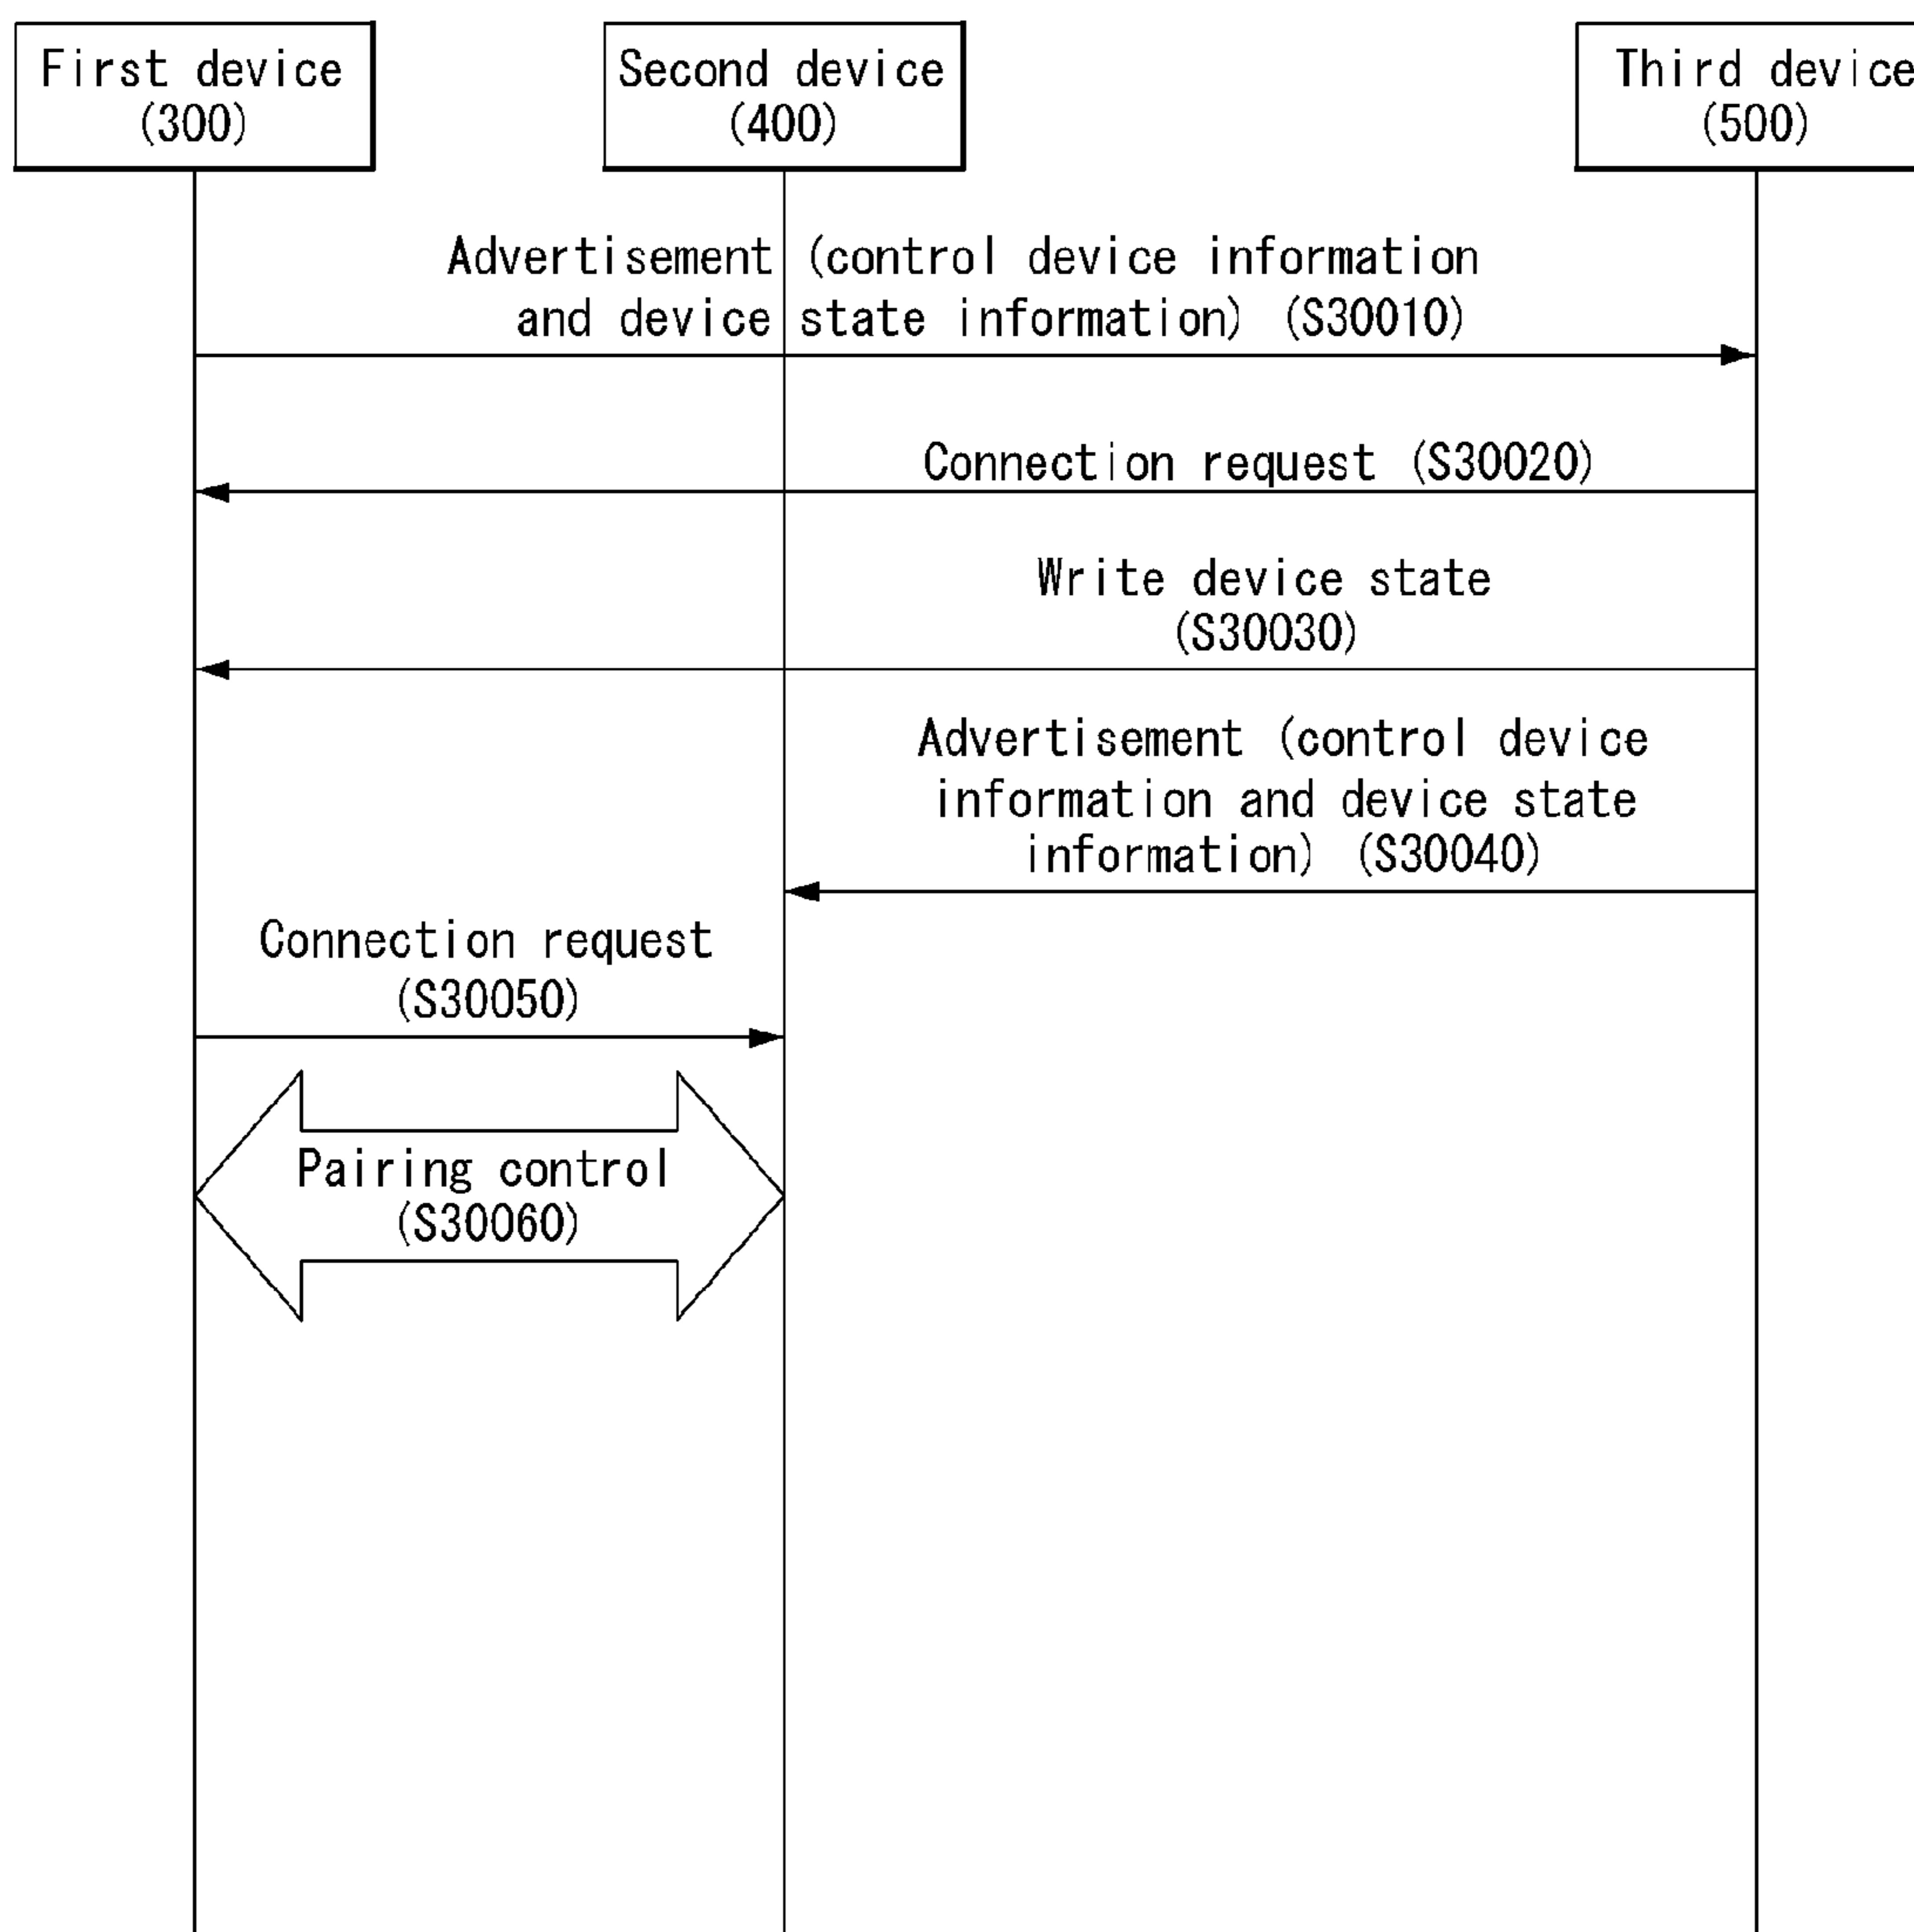 First device
(300)
Second device
(400)
Third device
(500)
Advertisement (control device information
and device state information) (S30010)
Connection request (S30020)
Write device state
(S30030)
Advertisement (control device
information and device state
information) (S30040)
Connection request
(S30050)
Pairing control
(S30060)